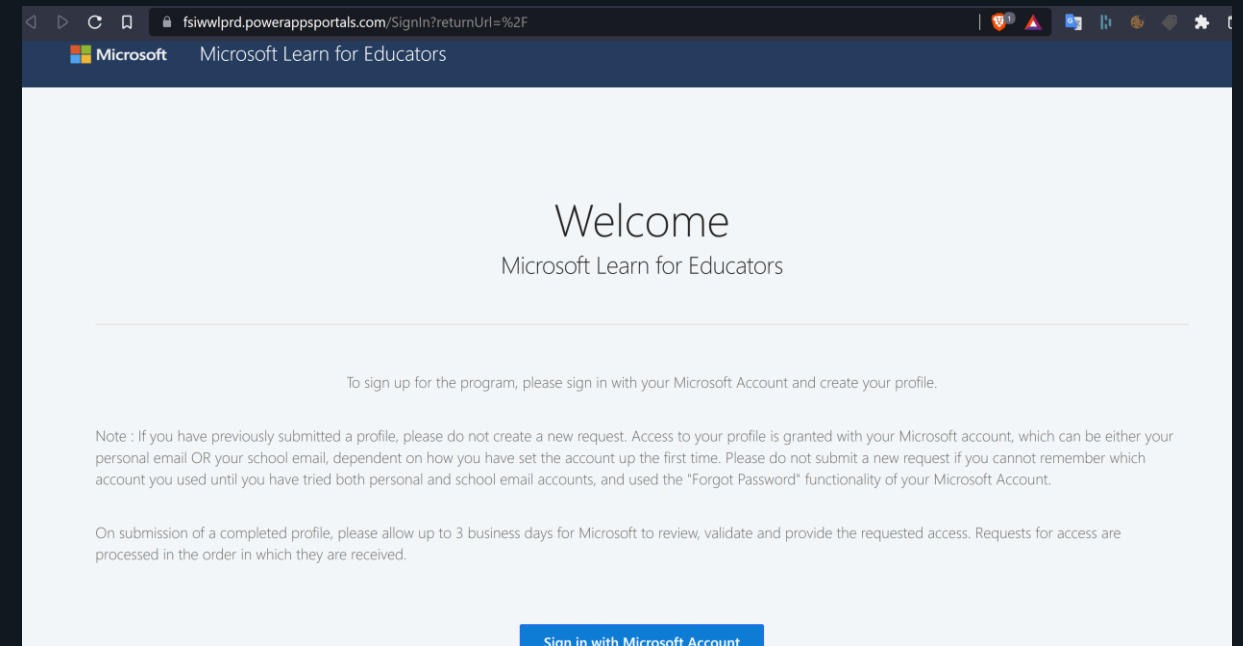 fsiwwlprd.powerappsportals.com/SignIn?returnUrl=%2F
1
Microsoft Microsoft Learn for Educators
Welcome
Microsoft Learn for Educators
To sign up for the program, please sign in with your Microsoft Account and create your profile.
Note : If you have previously submitted a profile, please do not create a new request. Access to your profile is granted with your Microsoft account, which can be either your
personal email OR your school email, dependent on how you have set the account up the first time. Please do not submit a new request if you cannot remember which
account you used until you have tried both personal and school email accounts, and used the "Forgot Password" functionality of your Microsoft Account.
On submission of a completed profile, please allow up to 3 business days for Microsoft to review, validate and provide the requested access. Requests for access are
processed in the order in which they are received.
Sign in with Microsoft Account